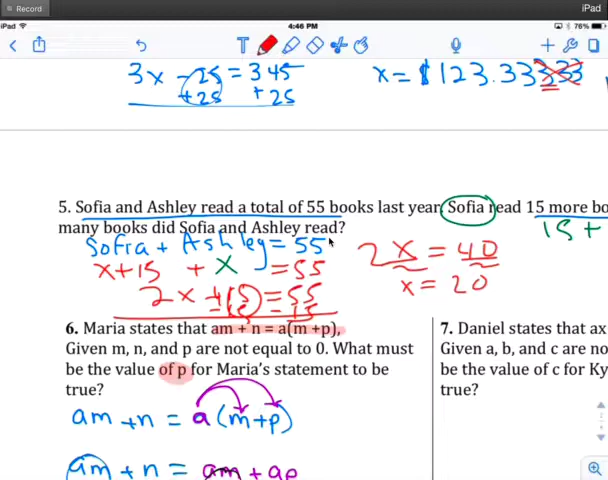 Record
iPad
iPad 4:46 PM 76%
T
3x - 25 = 345
+25 +25
x = $123.33333
5. Sofia and Ashley read a total of 55 books last year. Sofia read 15 more bo
many books did Sofia and Ashley read?
15 +
Sofia + Ashley = 55
x+15 + x = 55
2x + 15 = 55
-15 -15
2x = 40
x = 20
6. Maria states that am + n = a(m +p),
Given m, n, and p are not equal to 0. What must
be the value of p for Maria's statement to be
true?
am + n = a(m+p)
am + n = am + ap
7. Daniel states that ax
Given a, b, and c are no
be the value of c for Ky
true?